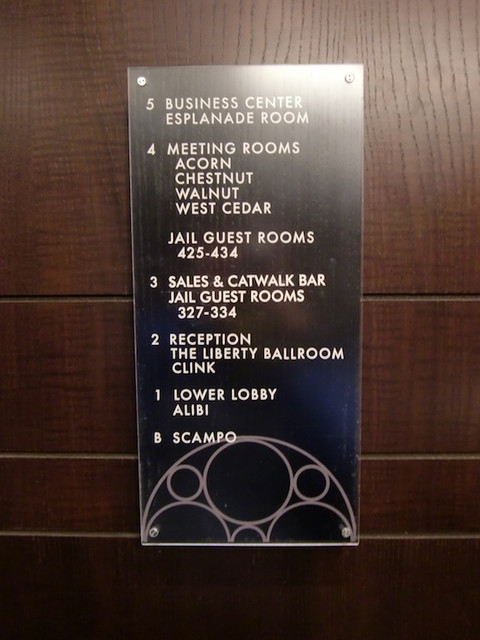 5 BUSINESS CENTER
ESPLANADE ROOM
4 MEETING ROOMS
ACORN
CHESTNUT
WALNUT
WEST CEDAR
JAIL GUEST ROOMS
425-434
3 SALES & CATWALK BAR
JAIL GUEST ROOMS
327-334
2 RECEPTION
THE LIBERTY BALLROOM
CLINK
1 LOWER LOBBY
ALIBI
B SCAMPO